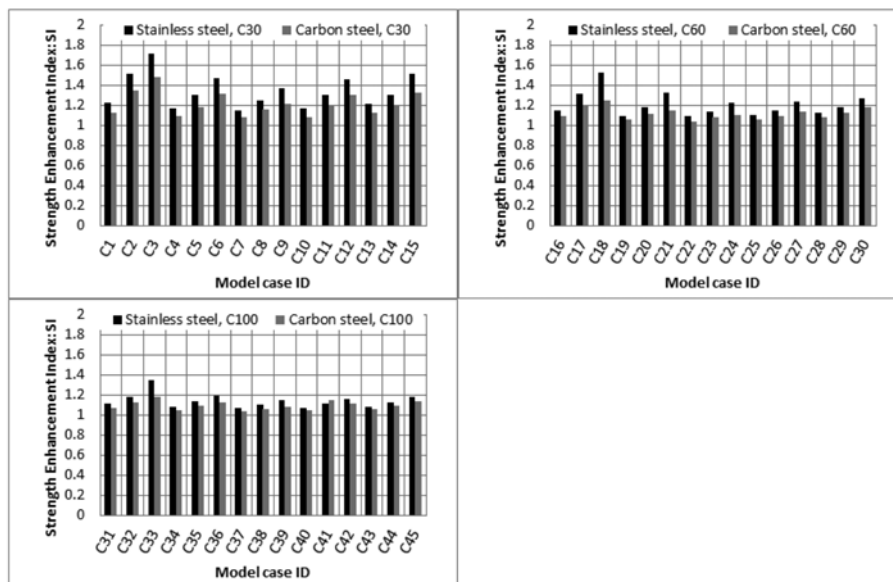 Stainless steel, C30 Carbon steel, C30
Strength Enhancement Index: SI
2
1.8
1.6
1.4
1.2
1
0.8
0.6
0.4
0.2
0
C1 C2 C3 C4 C5 C6 C7 C8 C9 C10 C11 C12 C13 C14 C15
Model case ID
Stainless steel, C60 Carbon steel, C60
Strength Enhancement Index: SI
2
1.8
1.6
1.4
1.2
1
0.8
0.6
0.4
0.2
0
C16 C17 C18 C19 C20 C21 C22 C23 C24 C25 C26 C27 C28 C29 C30
Model case ID
Stainless steel, C100 Carbon steel, C100
Strength Enhancement Index: SI
2
1.8
1.6
1.4
1.2
1
0.8
0.6
0.4
0.2
0
C31 C32 C33 C34 C35 C36 C37 C38 C39 C40 C41 C42 C43 C44 C45
Model case ID